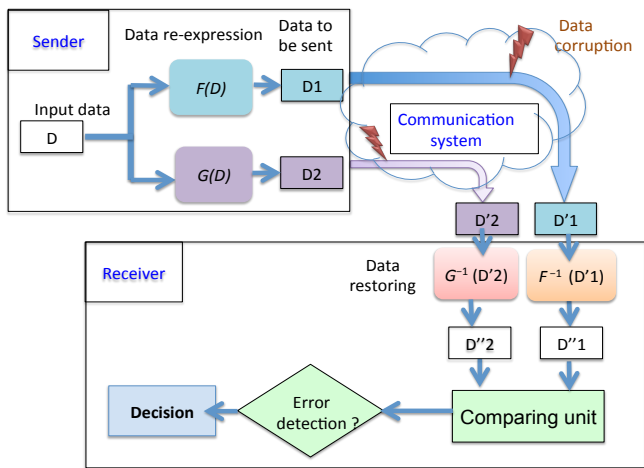 Sender
Data re-expression
Data to
be sent
Data
corruption
Input data
D
F(D)
D1
G(D)
D2
Communication
system
D'2
D'1
Receiver
Data
restoring
G⁻¹ (D'2)
F⁻¹ (D'1)
D''2
D''1
Decision
Error
detection ?
Comparing unit